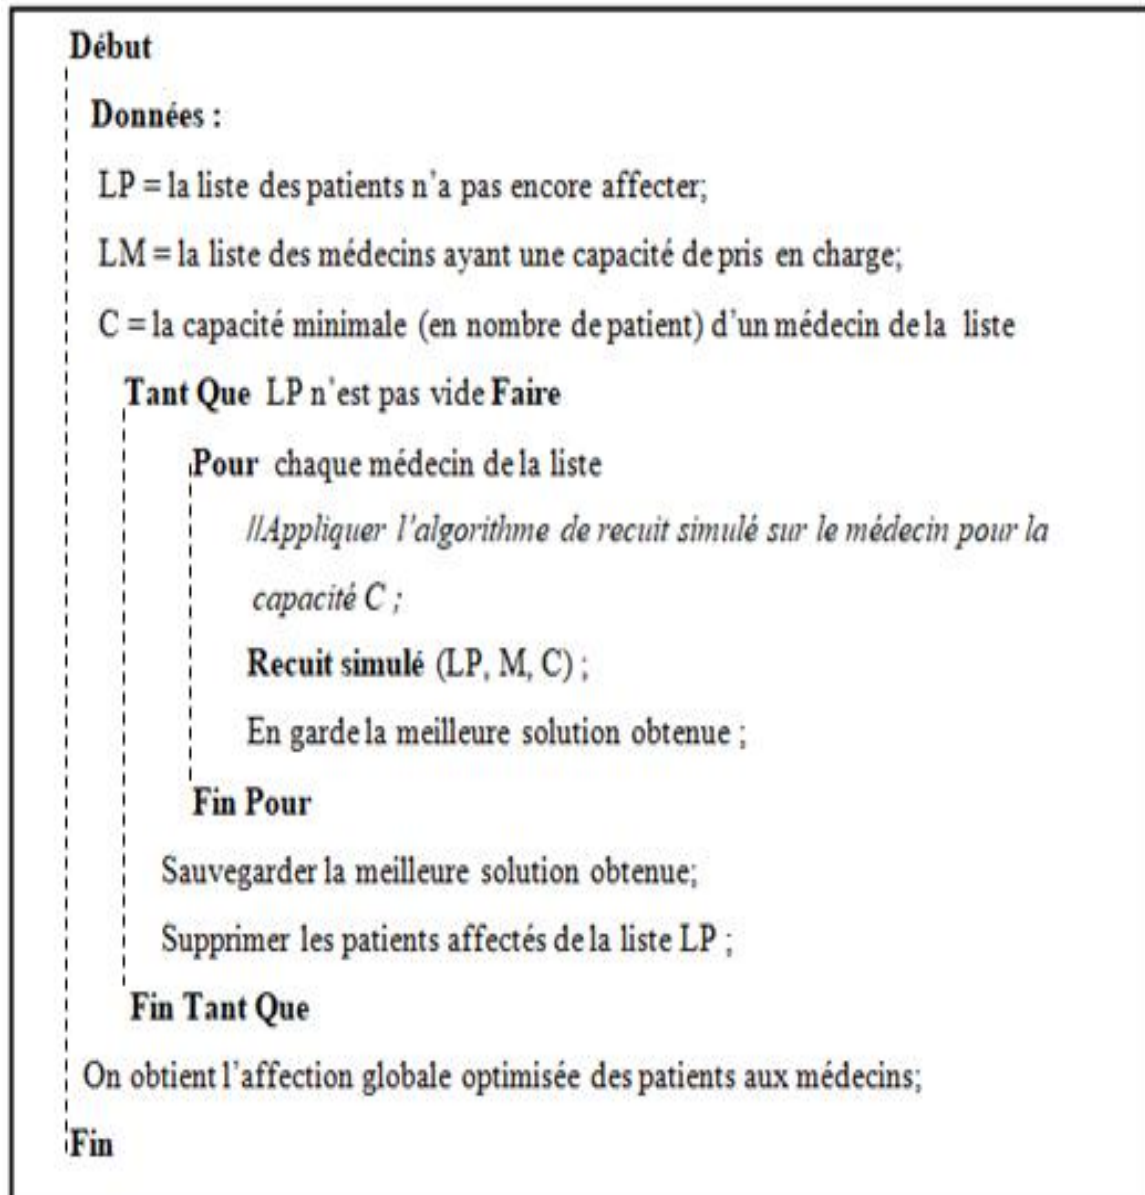 Début
Données :
LP = la liste des patients n'a pas encore affecter;
LM = la liste des médecins ayant une capacité de pris en charge;
C = la capacité minimale (en nombre de patient) d'un médecin de la liste
Tant Que LP n'est pas vide Faire
Pour chaque médecin de la liste
//Appliquer l'algorithme de recuit simulé sur le médecin pour la
capacité C ;
Recuit simulé (LP, M, C) ;
En garde la meilleure solution obtenue ;
Fin Pour
Sauvegarder la meilleure solution obtenue;
Supprimer les patients affectés de la liste LP ;
Fin Tant Que
On obtient l'affection globale optimisée des patients aux médecins;
Fin